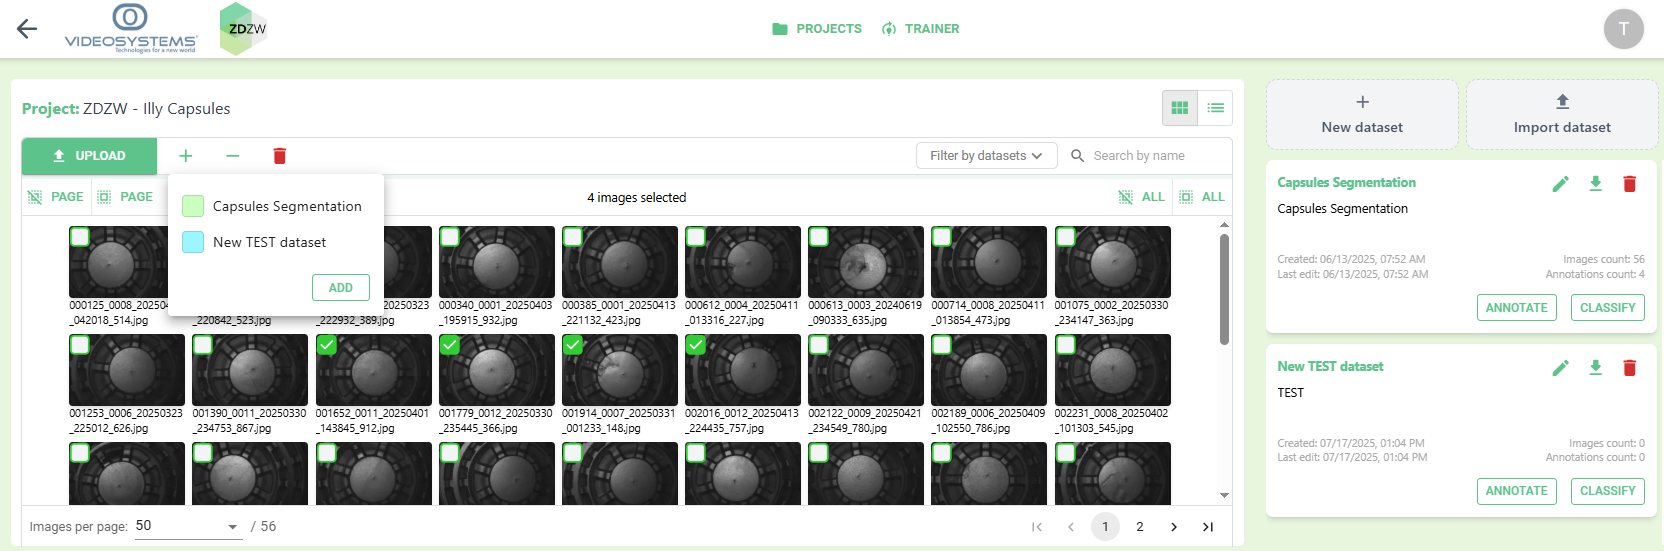 VIDEOSYSTEMS
Technologies for a new world
ZDZW
PROJECTS
TRAINER
T
Project: ZDZW - Illy Capsules
UPLOAD
Filter by datasets
Search by name
PAGE
PAGE
4 images selected
ALL
ALL
Capsules Segmentation
New TEST dataset
ADD
000125_0008_202504
_042018_514.jpg
_220842_523.jpg
20250323
_222932_389.jpg
000340_0001_20250403
_195915_932.jpg
000385_0001_20250413
_221132_423.jpg
000612_0004_20250411
_013316_227.jpg
000613_0003_20240619
_090333_635.jpg
000714_0008_20250411
_013854_473.jpg
001075_0002_20250330
_234147_363.jpg
001253_0006_20250323
_225012_626.jpg
001390_0011_20250330
_234753_867.jpg
001652_0011_20250401
_143845_912.jpg
001779_0012_20250330
_235445_366.jpg
001914_0007_20250331
_001233_148.jpg
002016_0012_20250413
_224435_757.jpg
002122_0009_20250421
_234549_780.jpg
002189_0006_20250409
_102550_786.jpg
002231_0008_20250402
_101303_545.jpg
Images per page: 50 / 56
1 2
New dataset
Import dataset
Capsules Segmentation
Capsules Segmentation
Created: 06/13/2025, 07:52 AM
Images count: 56
Last edit: 06/13/2025, 07:52 AM
Annotations count: 4
ANNOTATE
CLASSIFY
New TEST dataset
TEST
Created: 07/17/2025, 01:04 PM
Images count: 0
Last edit: 07/17/2025, 01:04 PM
Annotations count: 0
ANNOTATE
CLASSIFY